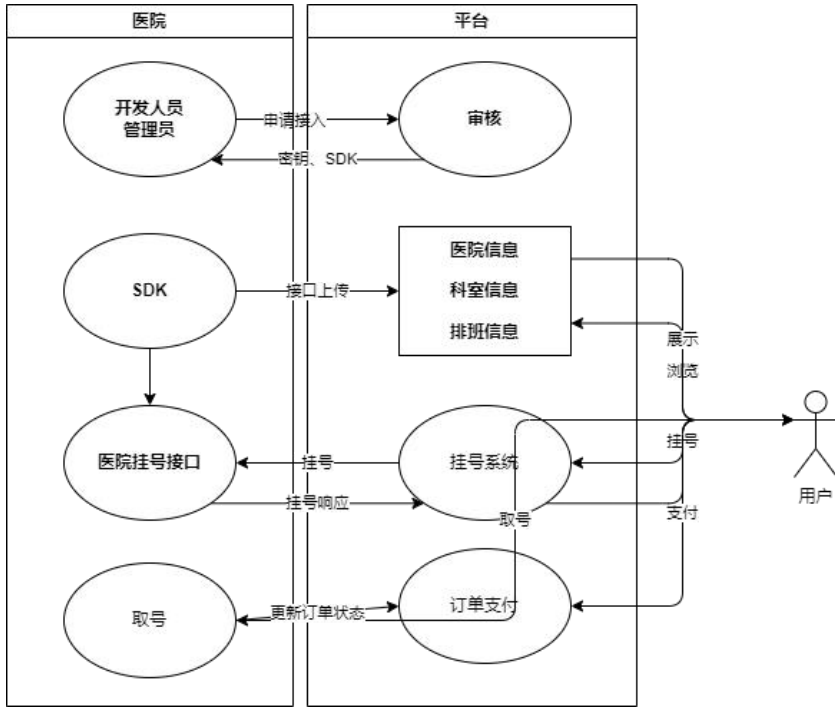 医院
平台
开发人员
管理员
申请接入
审核
密钥、SDK
SDK
接口上传
医院信息
科室信息
排班信息
展示
浏览
医院挂号接口
挂号
挂号系统
挂号
用户
挂号响应
取号
支付
取号
更新订单状态
订单支付